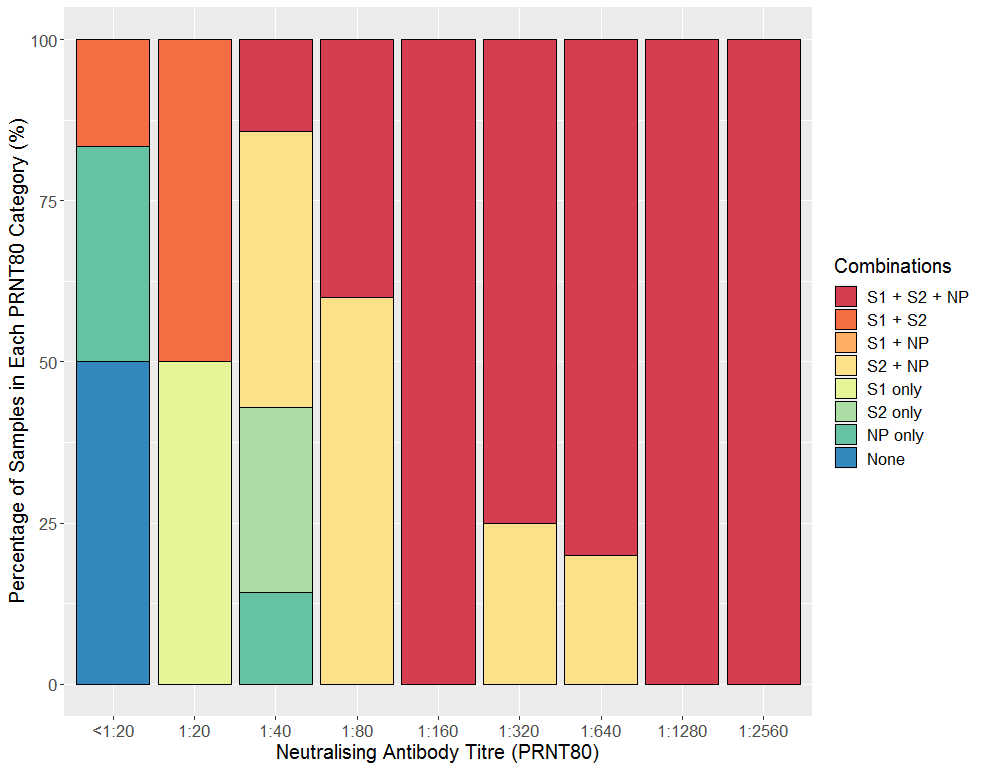 Percentage of Samples in Each PRNT80 Category (%)
100
75
50
25
0
<1:20 1:20 1:40 1:80 1:160 1:320 1:640 1:1280 1:2560
Neutralising Antibody Titre (PRNT80)
Combinations
S1 + S2 + NP
S1 + S2
S1 + NP
S2 + NP
S1 only
S2 only
NP only
None